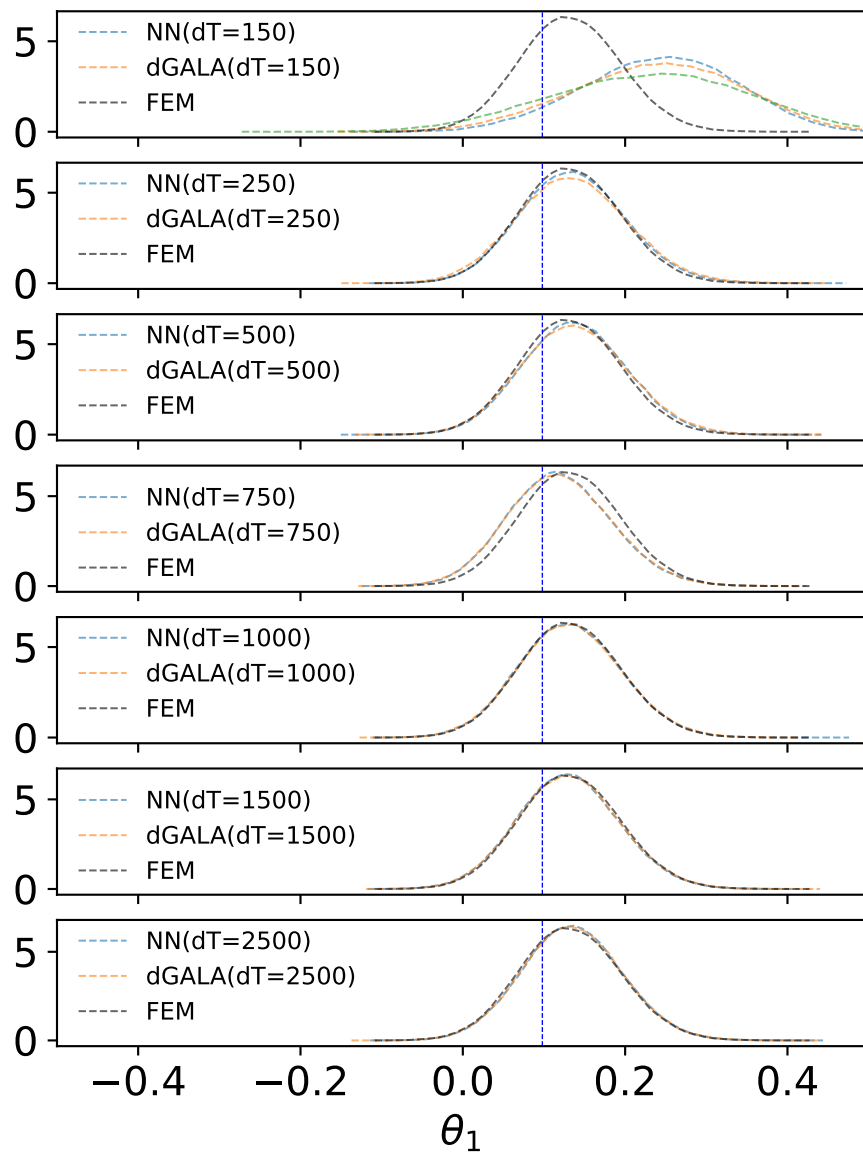 NN(dT=150)
5
dGALA(dT=150)
FEM
0
NN(dT=250)
5
dGALA(dT=250)
FEM
0
NN(dT=500)
5
dGALA(dT=500)
FEM
0
NN(dT=750)
5
dGALA(dT=750)
FEM
0
NN(dT=1000)
5
dGALA(dT=1000)
FEM
0
NN(dT=1500)
5
dGALA(dT=1500)
FEM
0
NN(dT=2500)
5
dGALA(dT=2500)
FEM
0
−0.4 −0.2 0.0 0.2 0.4
θ₁